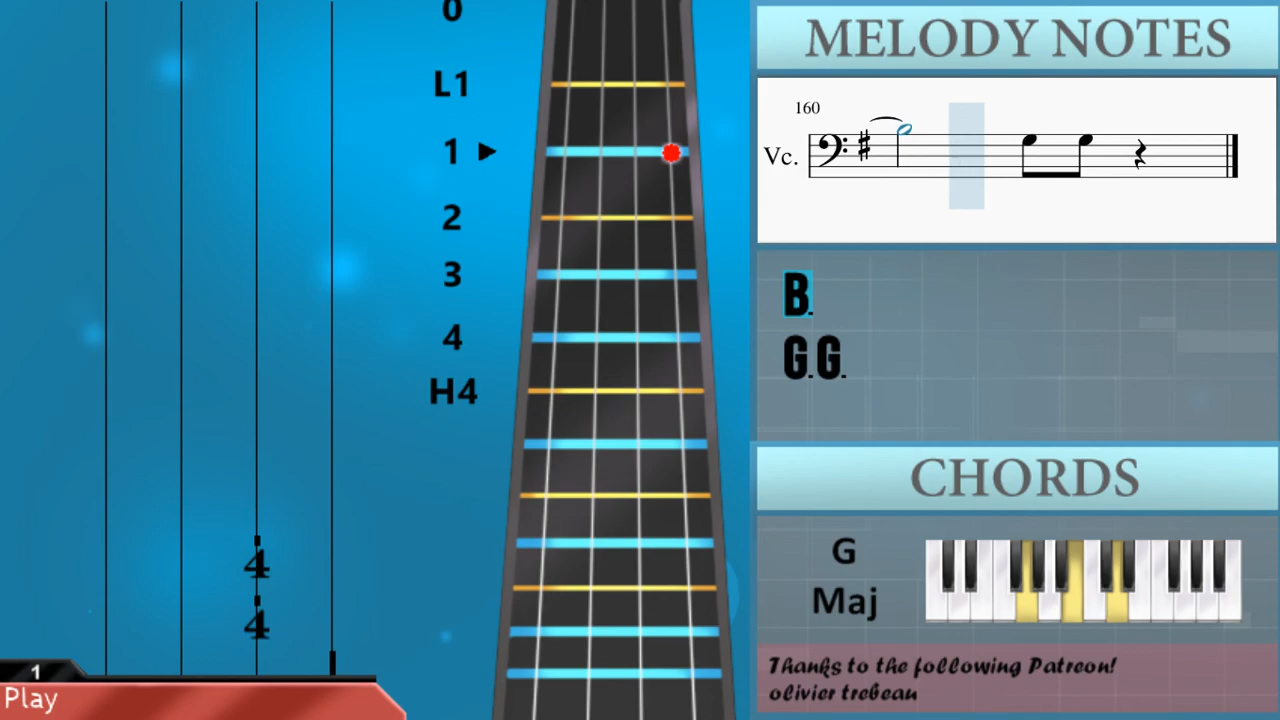 0
L1
1
2
3
4
H4
4
4
1
Play
MELODY NOTES
160
Vc.
B.
G.G.
CHORDS
G
Maj
Thanks to the following Patreon!
olivier trebeau